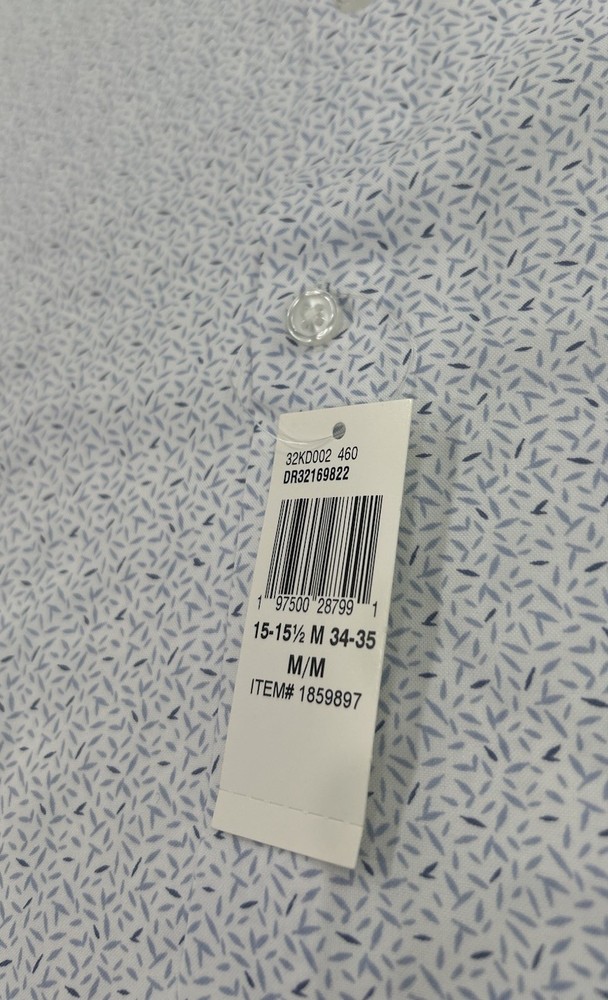 32KD002 460
DR32169822
1 97500 28799 1
15-15½ M 34-35
M/M
ITEM# 1859897